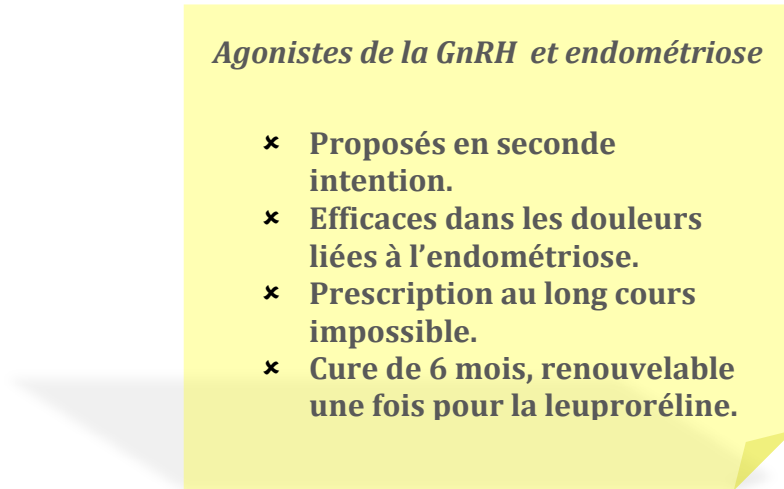 Agonistes de la GnRH et endométriose
× Proposés en seconde
intention.
× Efficaces dans les douleurs
liées à l'endométriose.
× Prescription au long cours
impossible.
× Cure de 6 mois, renouvelable
une fois pour la leuproréline.